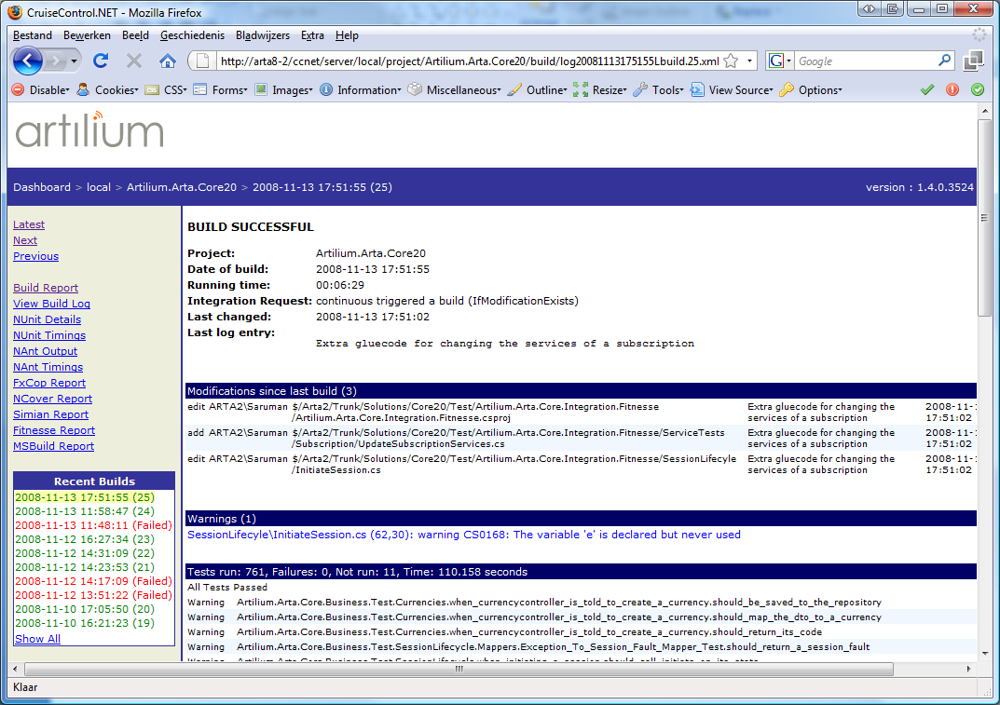 CruiseControl.NET - Mozilla Firefox
Bestand Bewerken Beeld Geschiedenis Bladwijzers Extra Help
http://arta8-2/ccnet/server/local/project/Artilium.Arta.Core20/build/log20081113175155Lbuild.25.xml
G Google
Disable Cookies CSS Forms Images Information Miscellaneous Outline Resize Tools View Source Options
artilium
Dashboard > local > Artilium.Arta.Core20 > 2008-11-13 17:51:55 (25)
version : 1.4.0.3524
Latest
Next
Previous
Build Report
View Build Log
NUnit Details
NUnit Timings
NAnt Output
NAnt Timings
FxCop Report
NCover Report
Simian Report
Fitnesse Report
MSBuild Report
Recent Builds
2008-11-13 17:51:55 (25)
2008-11-13 11:58:47 (24)
2008-11-13 11:48:11 (Failed)
2008-11-12 16:27:34 (23)
2008-11-12 14:31:09 (22)
2008-11-12 14:23:53 (21)
2008-11-12 14:17:09 (Failed)
2008-11-12 13:51:22 (Failed)
2008-11-10 17:05:50 (20)
2008-11-10 16:21:23 (19)
Show All
BUILD SUCCESSFUL
Project: Artilium.Arta.Core20
Date of build: 2008-11-13 17:51:55
Running time: 00:06:29
Integration Request: continuous triggered a build (IfModificationExists)
Last changed: 2008-11-13 17:51:02
Last log entry:
Extra gluecode for changing the services of a subscription
Modifications since last build (3)
edit ARTA2\Saruman $/Arta2/Trunk/Solutions/Core20/Test/Artilium.Arta.Core.Integration.Fitnesse Extra gluecode for changing the 2008-11-1
/Artilium.Arta.Core.Integration.Fitnesse.csproj services of a subscription 17:51:02
add ARTA2\Saruman $/Arta2/Trunk/Solutions/Core20/Test/Artilium.Arta.Core.Integration.Fitnesse/ServiceTests Extra gluecode for changing the 2008-11-1
/Subscription/UpdateSubscriptionServices.cs services of a subscription 17:51:02
edit ARTA2\Saruman $/Arta2/Trunk/Solutions/Core20/Test/Artilium.Arta.Core.Integration.Fitnesse/SessionLifecycle Extra gluecode for changing the 2008-11-1
/InitiateSession.cs services of a subscription 17:51:02
Warnings (1)
SessionLifecyle\InitiateSession.cs (62,30): warning CS0168: The variable 'e' is declared but never used
Tests run: 761, Failures: 0, Not run: 11, Time: 110.158 seconds
All Tests Passed
Warning Artilium.Arta.Core.Business.Test.Currencies.when_currencycontroller_is_told_to_create_a_currency.should_be_saved_to_the_repository
Warning Artilium.Arta.Core.Business.Test.Currencies.when_currencycontroller_is_told_to_create_a_currency.should_map_the_dto_to_a_currency
Warning Artilium.Arta.Core.Business.Test.Currencies.when_currencycontroller_is_told_to_create_a_currency.should_return_its_code
Warning Artilium.Arta.Core.Business.Test.SessionLifecycle.Mappers.Exception_To_Session_Fault_Mapper_Test.should_return_a_session_fault
Klaar